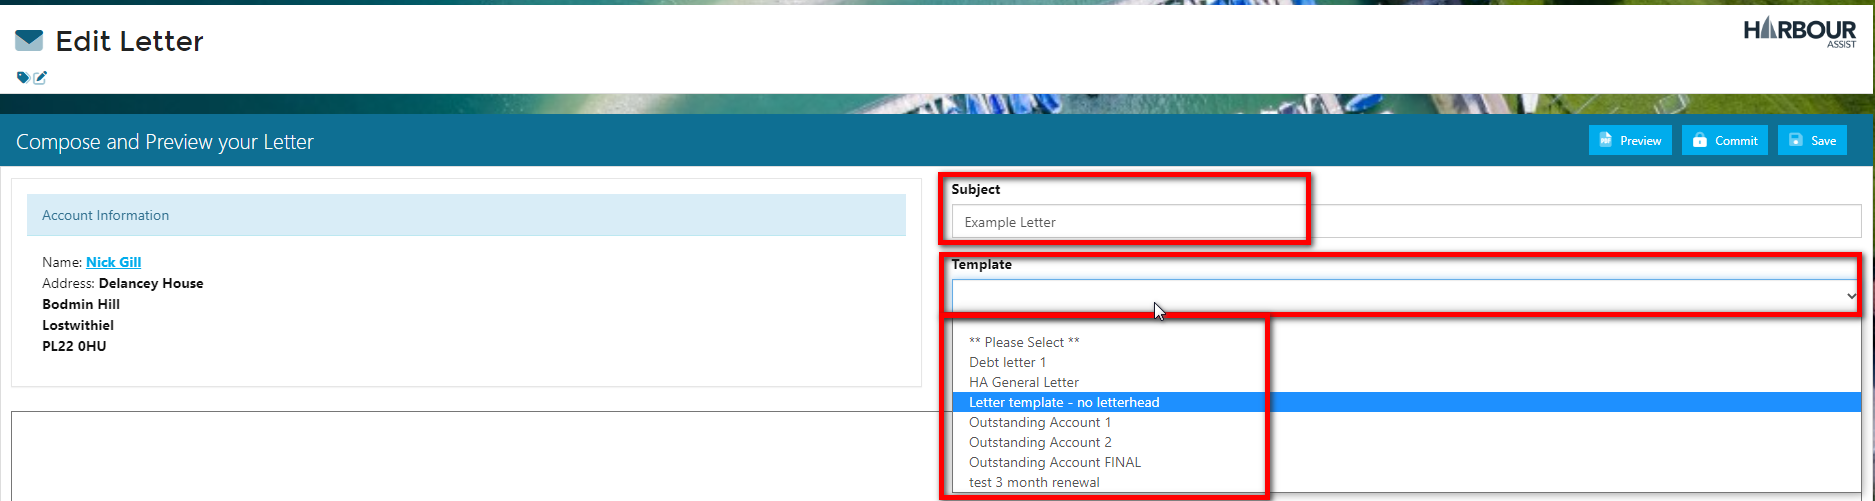 Edit Letter
HARBOUR
ASSIST
Compose and Preview your Letter
Preview
Commit
Save
Account Information
Name: Nick Gill
Address: Delancey House
Bodmin Hill
Lostwithiel
PL22 0HU
Subject
Example Letter
Template
** Please Select **
Debt letter 1
HA General Letter
Letter template - no letterhead
Outstanding Account 1
Outstanding Account 2
Outstanding Account FINAL
test 3 month renewal